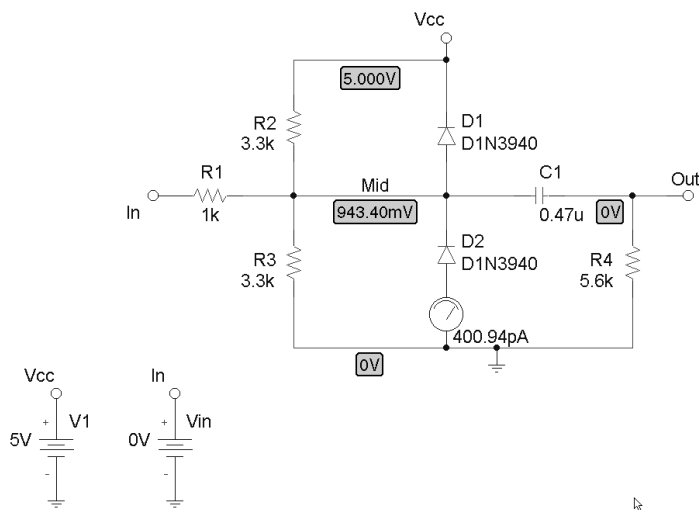 Vcc
5.000V
R2
3.3k
D1
D1N3940
R1
1k
In
Mid
943.40mV
C1
0.47u
Out
0V
R3
3.3k
D2
D1N3940
R4
5.6k
400.94pA
0V
Vcc
+
V1
5V
-
In
+
Vin
0V
-